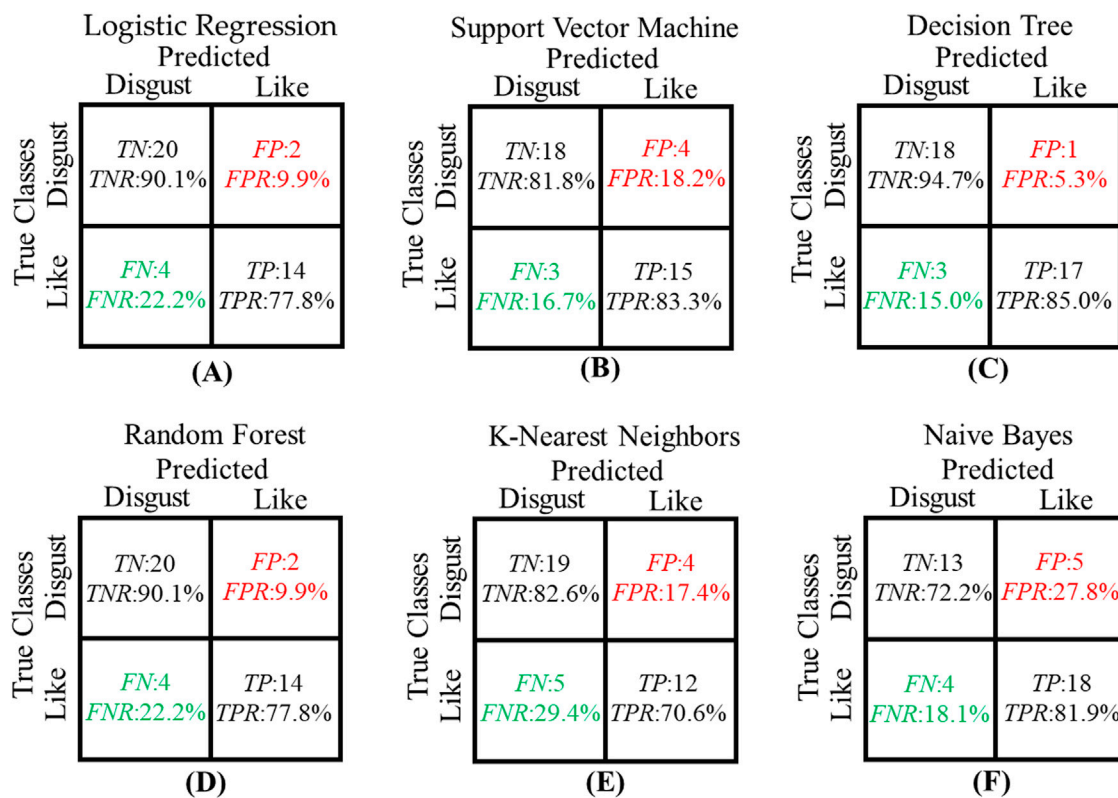 Logistic Regression
Predicted
Disgust Like
True Classes
Disgust
Like
TN:20
TNR:90.1%
FP:2
FPR:9.9%
FN:4
FNR:22.2%
TP:14
TPR:77.8%
(A)
Support Vector Machine
Predicted
Disgust Like
True Classes
Disgust
Like
TN:18
TNR:81.8%
FP:4
FPR:18.2%
FN:3
FNR:16.7%
TP:15
TPR:83.3%
(B)
Decision Tree
Predicted
Disgust Like
True Classes
Disgust
Like
TN:18
TNR:94.7%
FP:1
FPR:5.3%
FN:3
FNR:15.0%
TP:17
TPR:85.0%
(C)
Random Forest
Predicted
Disgust Like
True Classes
Disgust
Like
TN:20
TNR:90.1%
FP:2
FPR:9.9%
FN:4
FNR:22.2%
TP:14
TPR:77.8%
(D)
K-Nearest Neighbors
Predicted
Disgust Like
True Classes
Disgust
Like
TN:19
TNR:82.6%
FP:4
FPR:17.4%
FN:5
FNR:29.4%
TP:12
TPR:70.6%
(E)
Naive Bayes
Predicted
Disgust Like
True Classes
Disgust
Like
TN:13
TNR:72.2%
FP:5
FPR:27.8%
FN:4
FNR:18.1%
TP:18
TPR:81.9%
(F)